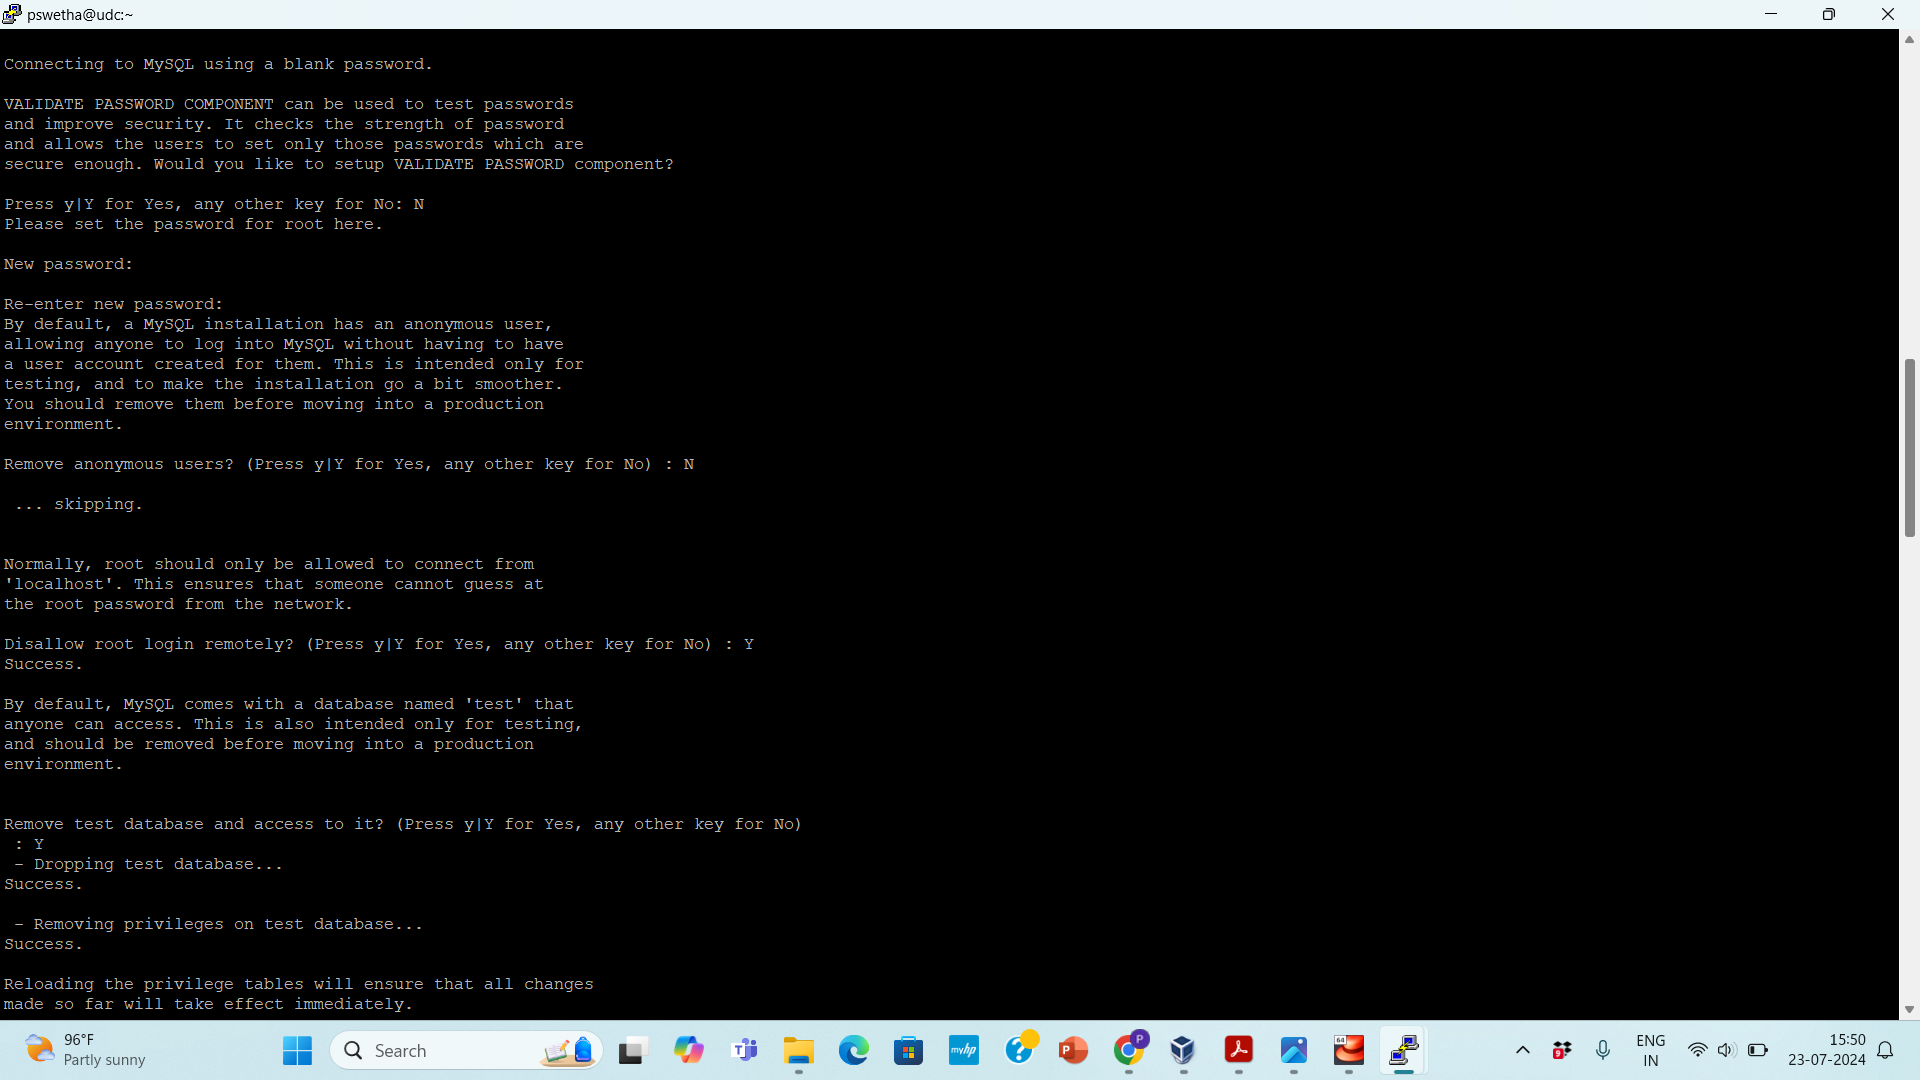 pswetha@udc:~
Connecting to MySQL using a blank password.
VALIDATE PASSWORD COMPONENT can be used to test passwords
and improve security. It checks the strength of password
and allows the users to set only those passwords which are
secure enough. Would you like to setup VALIDATE PASSWORD component?
Press y|Y for Yes, any other key for No: N
Please set the password for root here.
New password:
Re-enter new password:
By default, a MySQL installation has an anonymous user,
allowing anyone to log into MySQL without having to have
a user account created for them. This is intended only for
testing, and to make the installation go a bit smoother.
You should remove them before moving into a production
environment.
Remove anonymous users? (Press y|Y for Yes, any other key for No) : N
... skipping.
Normally, root should only be allowed to connect from
'localhost'. This ensures that someone cannot guess at
the root password from the network.
Disallow root login remotely? (Press y|Y for Yes, any other key for No) : Y
Success.
By default, MySQL comes with a database named 'test' that
anyone can access. This is also intended only for testing,
and should be removed before moving into a production
environment.
Remove test database and access to it? (Press y|Y for Yes, any other key for No)
: Y
- Dropping test database...
Success.
- Removing privileges on test database...
Success.
Reloading the privilege tables will ensure that all changes
made so far will take effect immediately.
96°F
Partly sunny
Search
myhp
P
64
9
ENG
IN
15:50
23-07-2024